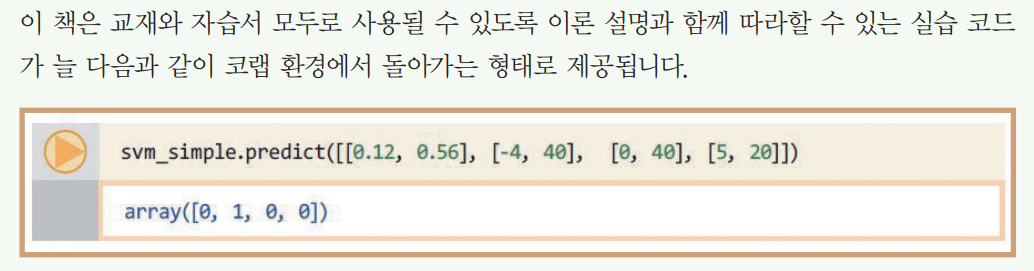 이 책은 교재와 자습서 모두로 사용될 수 있도록 이론 설명과 함께 따라할 수 있는 실습 코드
가 늘 다음과 같이 코랩 환경에서 돌아가는 형태로 제공됩니다.
svm_simple.predict([[0.12, 0.56], [-4, 40],  [0, 40], [5, 20]])
array([0, 1, 0, 0])